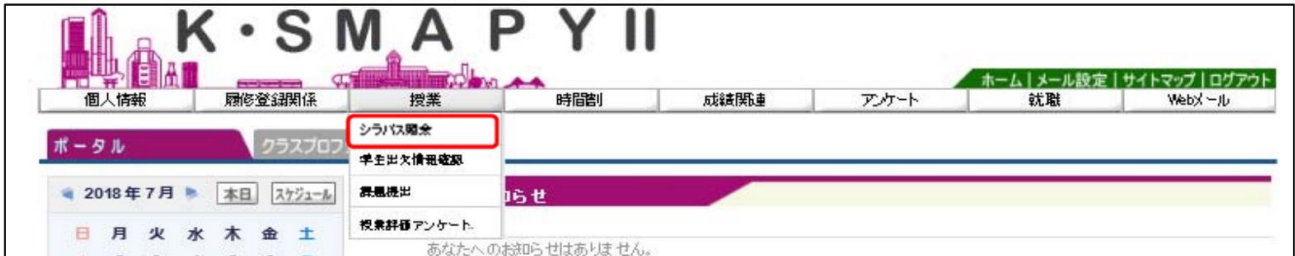 K・SMAPY II
ホーム | メール設定 | サイトマップ | ログアウト
個人情報 履修登録関係 授業 時間割 成績関連 アンケート 就職 Webメール
シラバス照会
ポータル クラスプロフ
学生出欠情報確認
2018年7月 本日 スケジュール 課題提出 らせ
授業評価アンケート
日 月 火 水 木 金 土
あなたへのお知らせはありません。